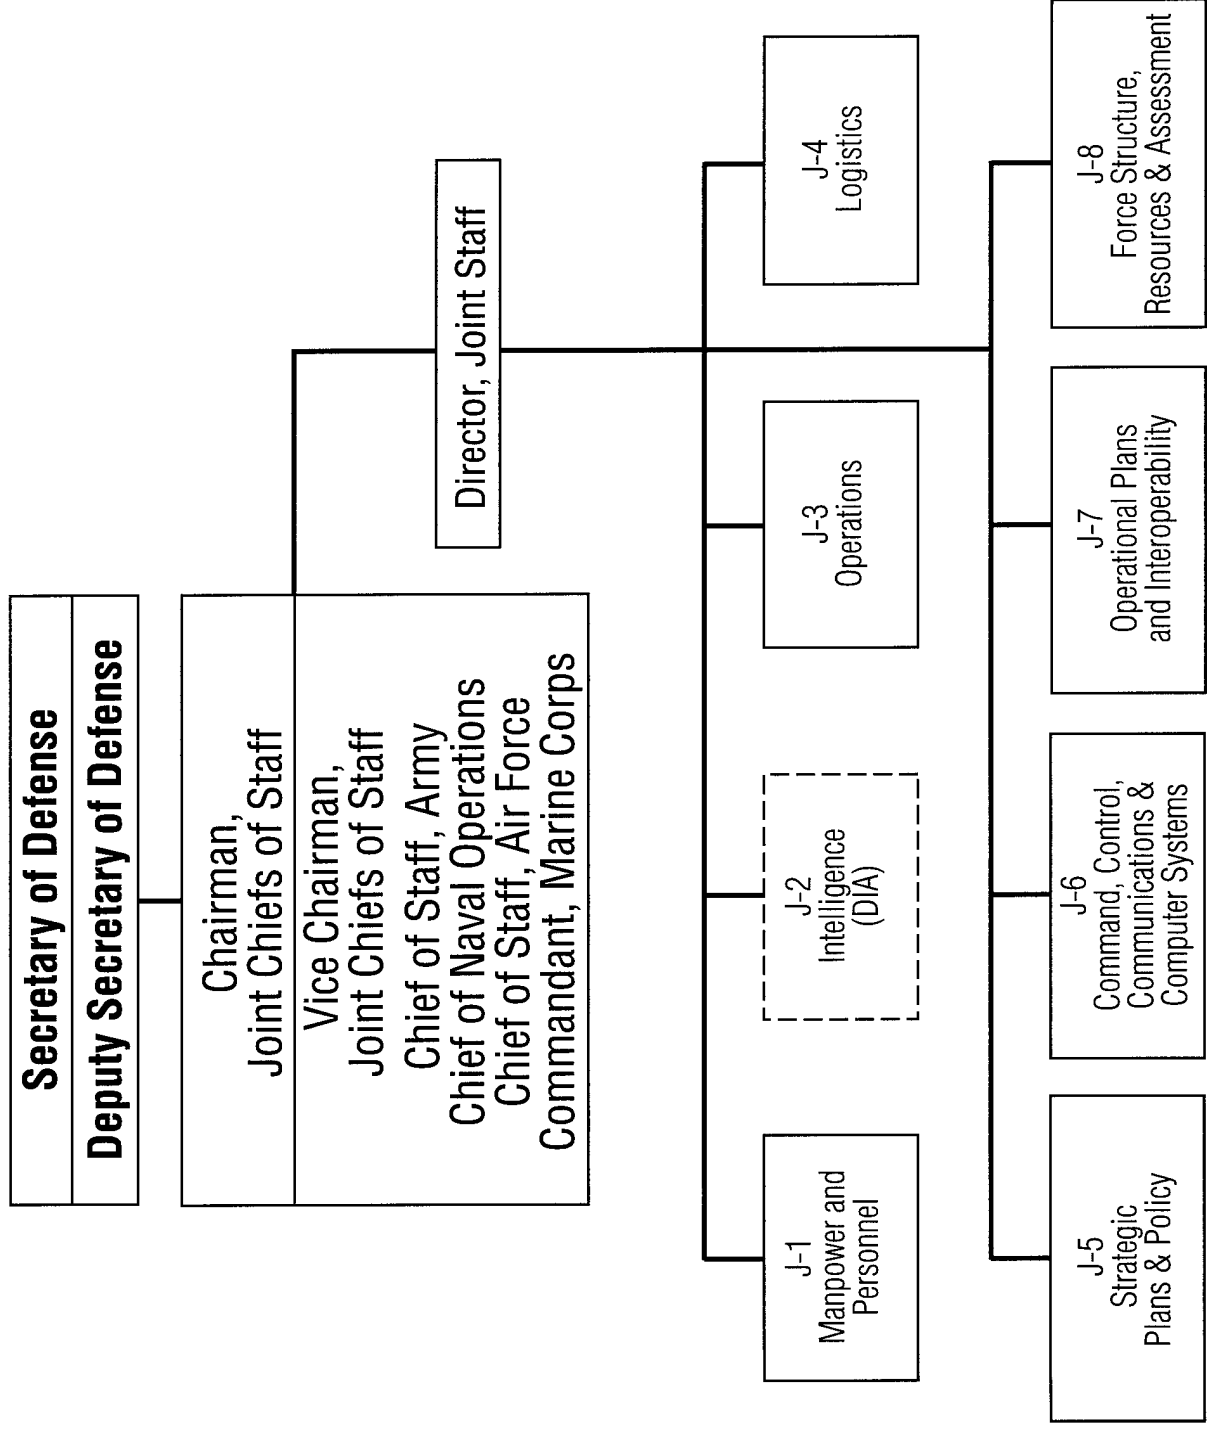 Secretary of Defense
Deputy Secretary of Defense
Chairman,
Joint Chiefs of Staff
Vice Chairman,
Joint Chiefs of Staff
Chief of Staff, Army
Chief of Naval Operations
Chief of Staff, Air Force
Commandant, Marine Corps
Director, Joint Staff
J-1
Manpower and
Personnel
J-2
Intelligence
(DIA)
J-3
Operations
J-4
Logistics
J-5
Strategic
Plans & Policy
J-6
Command, Control,
Communications &
Computer Systems
J-7
Operational Plans
and Interoperability
J-8
Force Structure,
Resources & Assessment